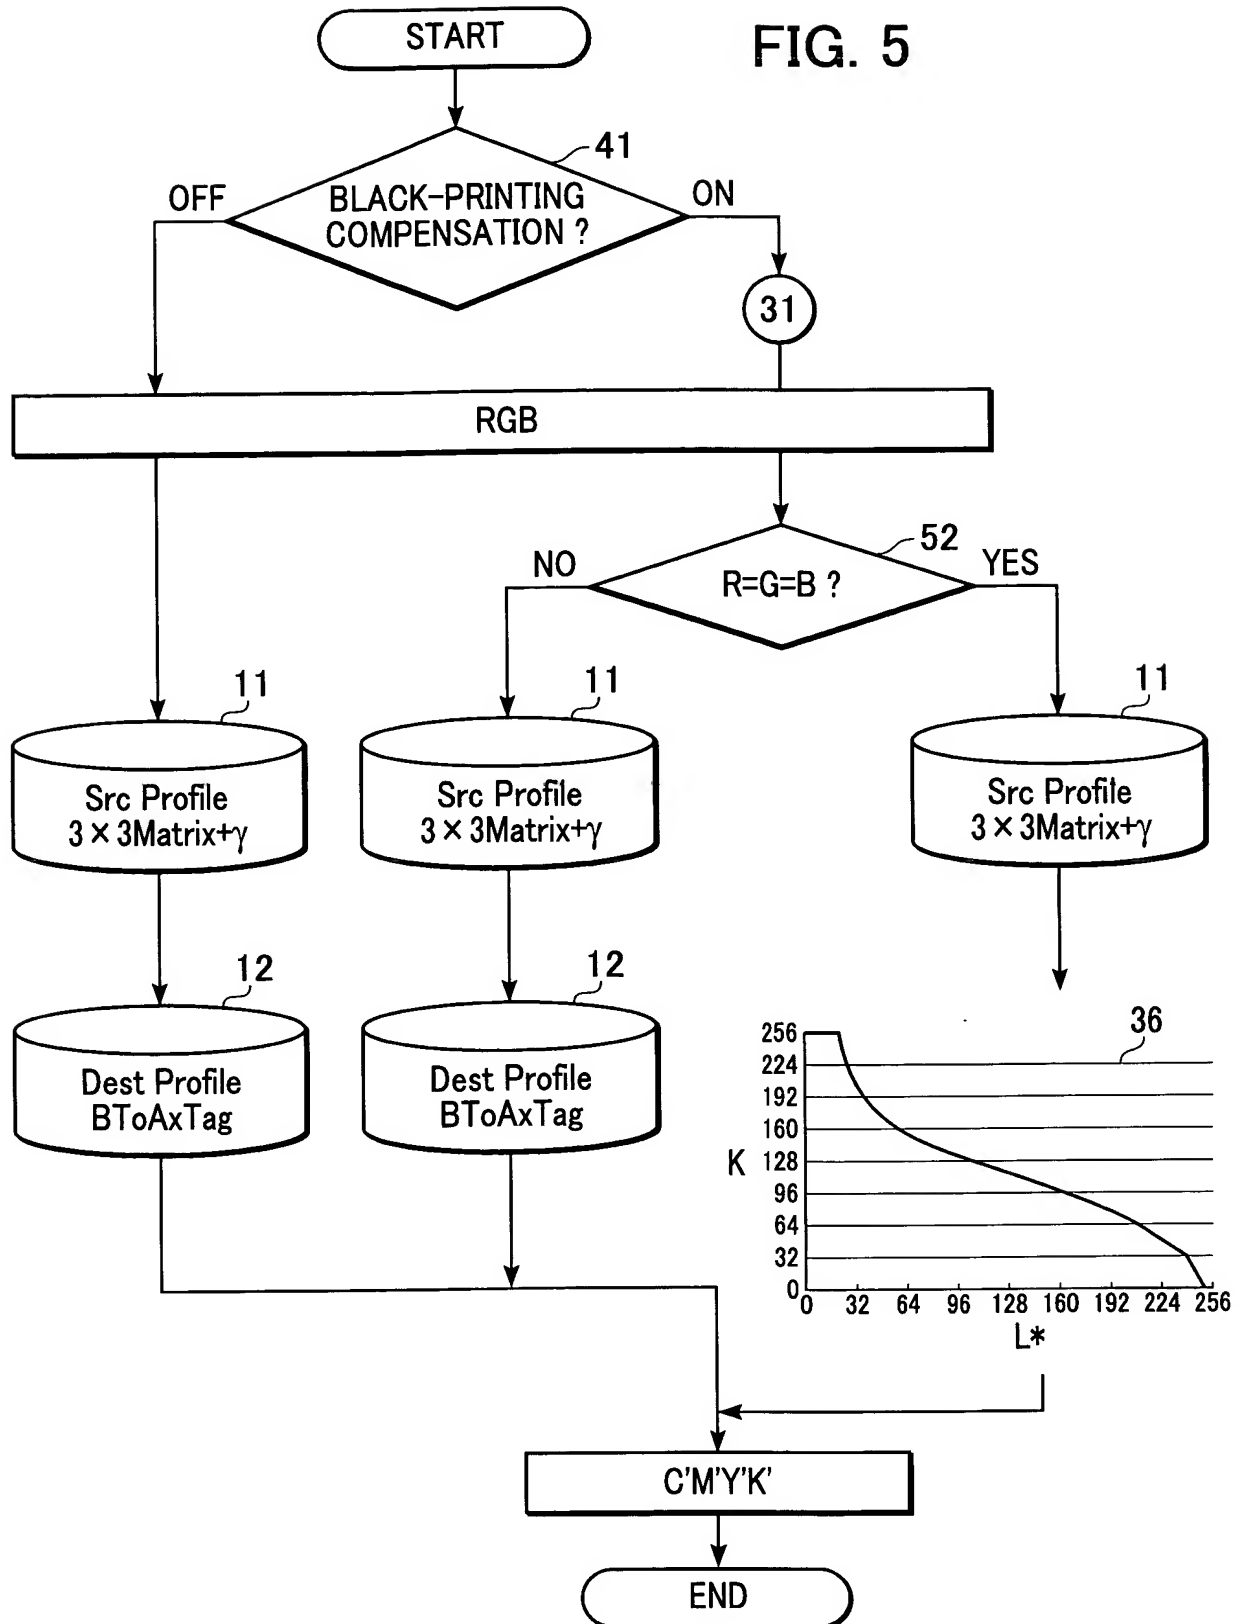 FIG. 5
START
41
BLACK-PRINTING
COMPENSATION ?
OFF
ON
31
RGB
52
R=G=B ?
NO
YES
11
Src Profile
3 × 3Matrix+γ
11
Src Profile
3 × 3Matrix+γ
11
Src Profile
3 × 3Matrix+γ
12
Dest Profile
BToAxTag
12
Dest Profile
BToAxTag
36
256
224
192
160
K 128
96
64
32
0
0 32 64 96 128 160 192 224 256
L*
C'M'Y'K'
END